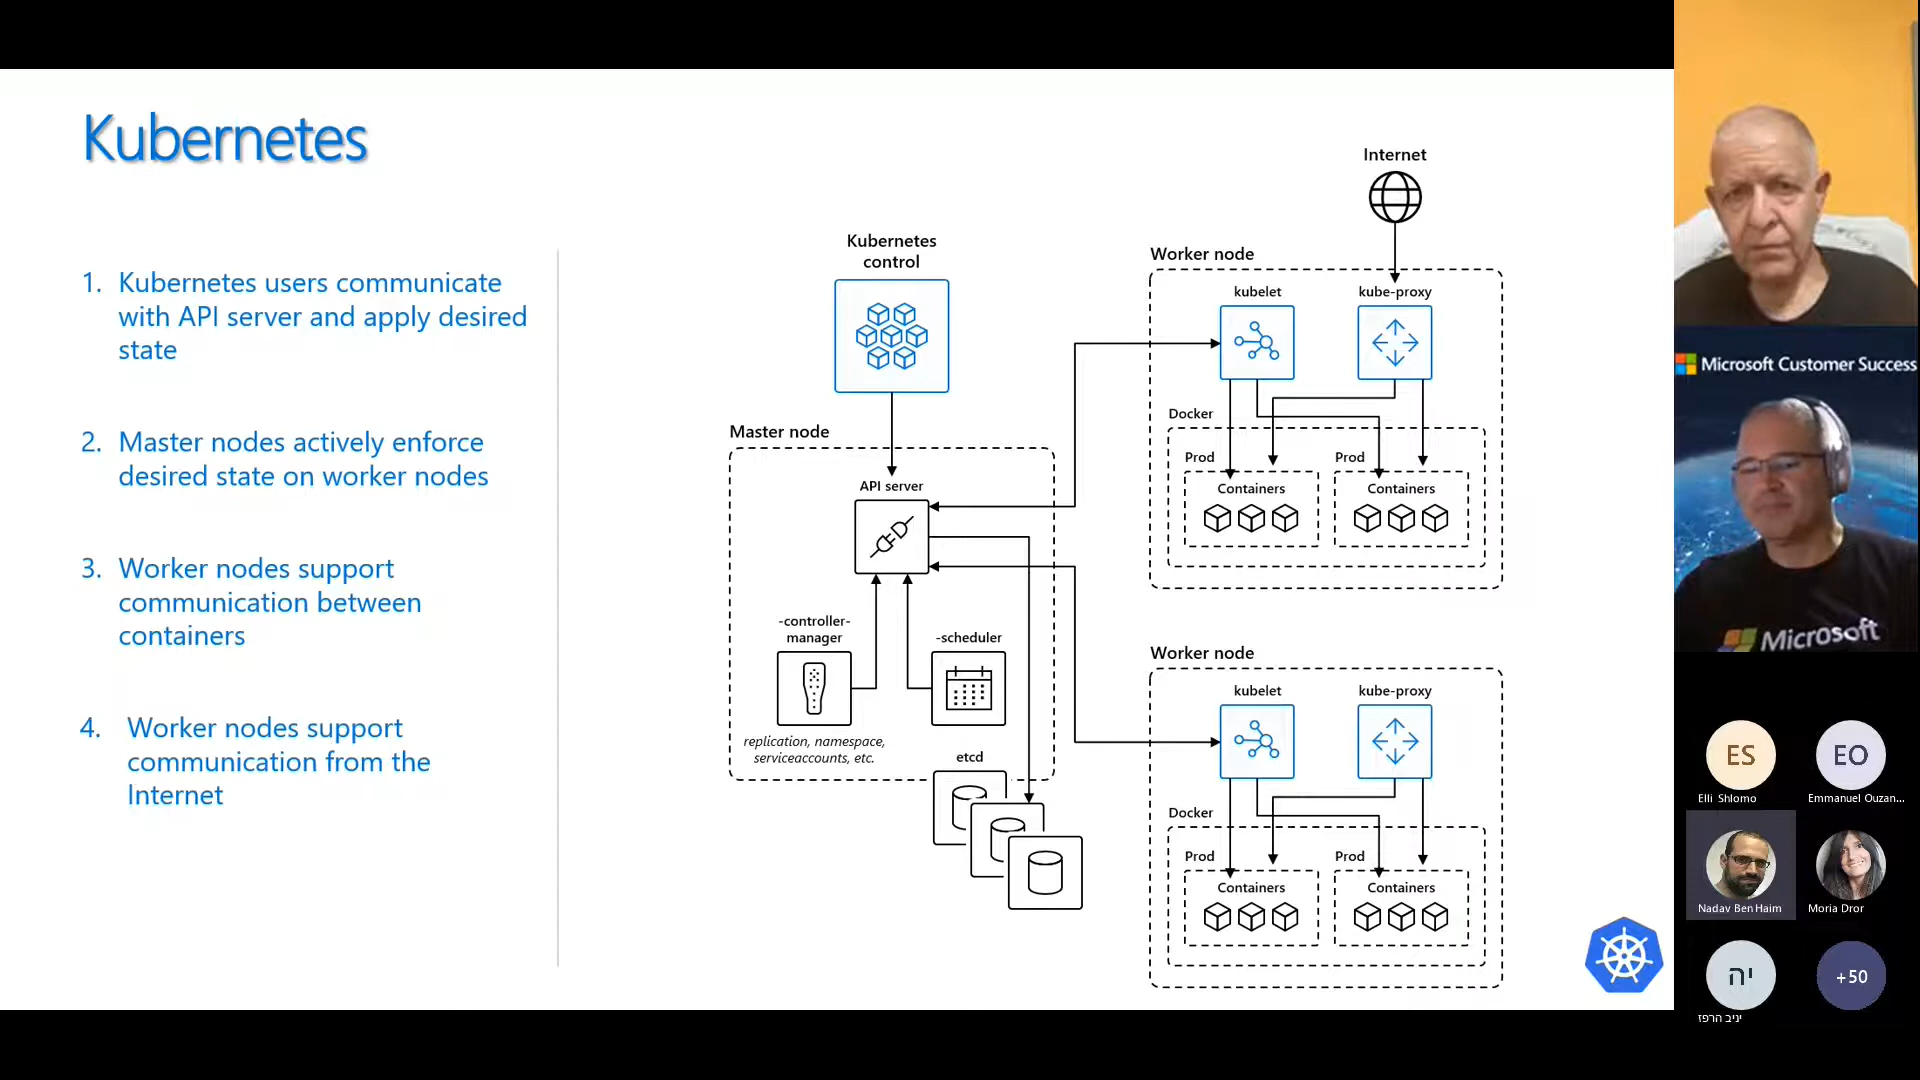 Kubernetes
1. Kubernetes users communicate
with API server and apply desired
state
2. Master nodes actively enforce
desired state on worker nodes
3. Worker nodes support
communication between
containers
4. Worker nodes support
communication from the
Internet
Kubernetes
control
Master node
API server
-controller-
manager
-scheduler
replication, namespace,
serviceaccounts, etc.
etcd
Internet
Worker node
kubelet
kube-proxy
Docker
Prod
Prod
Containers
Containers
Worker node
kubelet
kube-proxy
Docker
Prod
Prod
Containers
Containers
Microsoft Customer Success
Microsoft
ES
Elli Shlomo
EO
Emmanuel Ouzan...
Nadav Ben Haim
Moria Dror
יה
יניב הרפז
+50